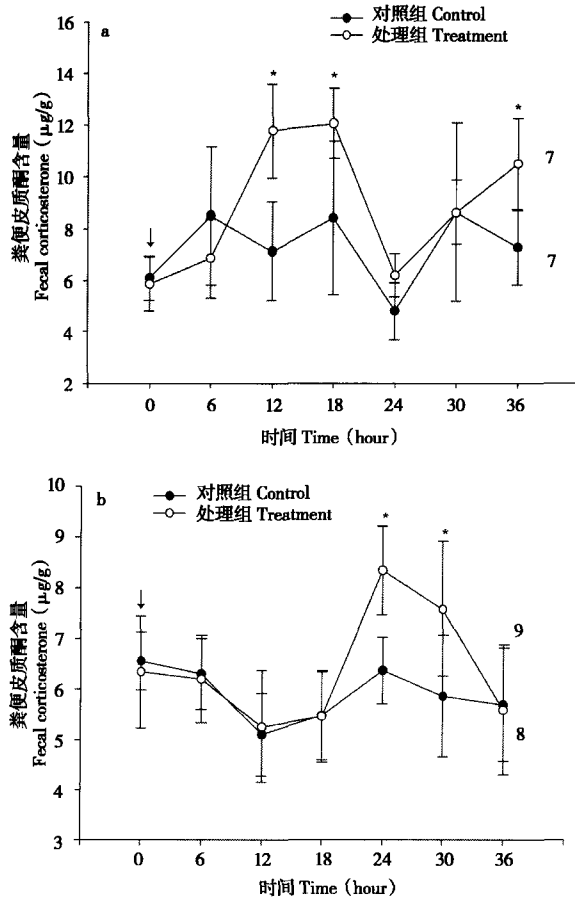 对照组 Control
处理组 Treatment
a
16
14
12
10
8
6
4
2
粪便皮质酮含量
Fecal corticosterone (μg/g)
* * *
7
7
0 6 12 18 24 30 36
时间 Time (hour)
b
对照组 Control
处理组 Treatment
10
9
8
7
6
5
4
3
粪便皮质酮含量
Fecal corticosterone (μg/g)
* *
9
8
0 6 12 18 24 30 36
时间 Time (hour)